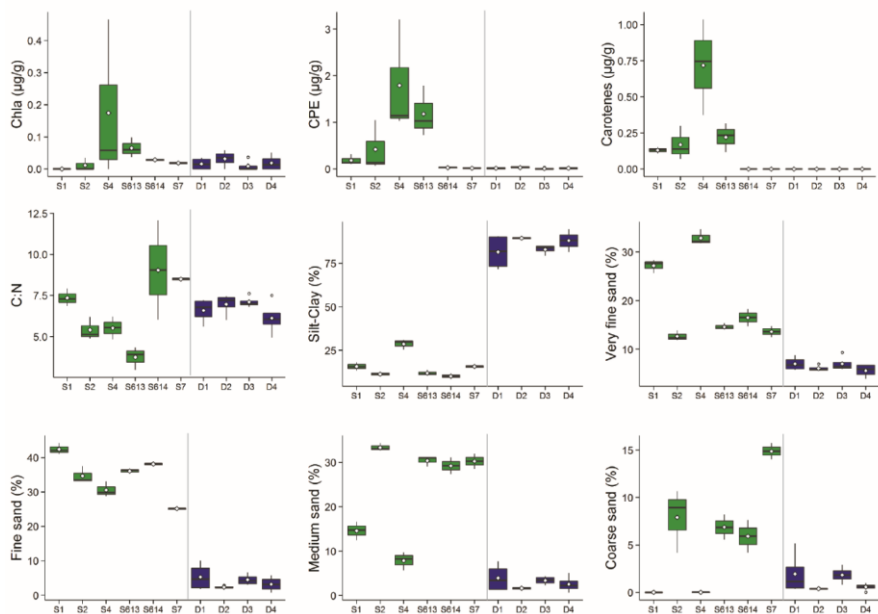 Chla (µg/g)
0.4
0.3
0.2
0.1
0.0
S1 S2 S4 S613 S614 S7 D1 D2 D3 D4
CPE (µg/g)
3
2
1
0
S1 S2 S4 S613 S614 S7 D1 D2 D3 D4
Carotenes (µg/g)
1.00
0.75
0.50
0.25
0.00
S1 S2 S4 S613 S614 S7 D1 D2 D3 D4
C:N
12.5
10.0
7.5
5.0
S1 S2 S4 S613 S614 S7 D1 D2 D3 D4
Silt-Clay (%)
75
50
25
S1 S2 S4 S613 S614 S7 D1 D2 D3 D4
Very fine sand (%)
30
20
10
S1 S2 S4 S613 S614 S7 D1 D2 D3 D4
Fine sand (%)
40
30
20
10
0
S1 S2 S4 S613 S614 S7 D1 D2 D3 D4
Medium sand (%)
30
20
10
0
S1 S2 S4 S613 S614 S7 D1 D2 D3 D4
Coarse sand (%)
15
10
5
0
S1 S2 S4 S613 S614 S7 D1 D2 D3 D4